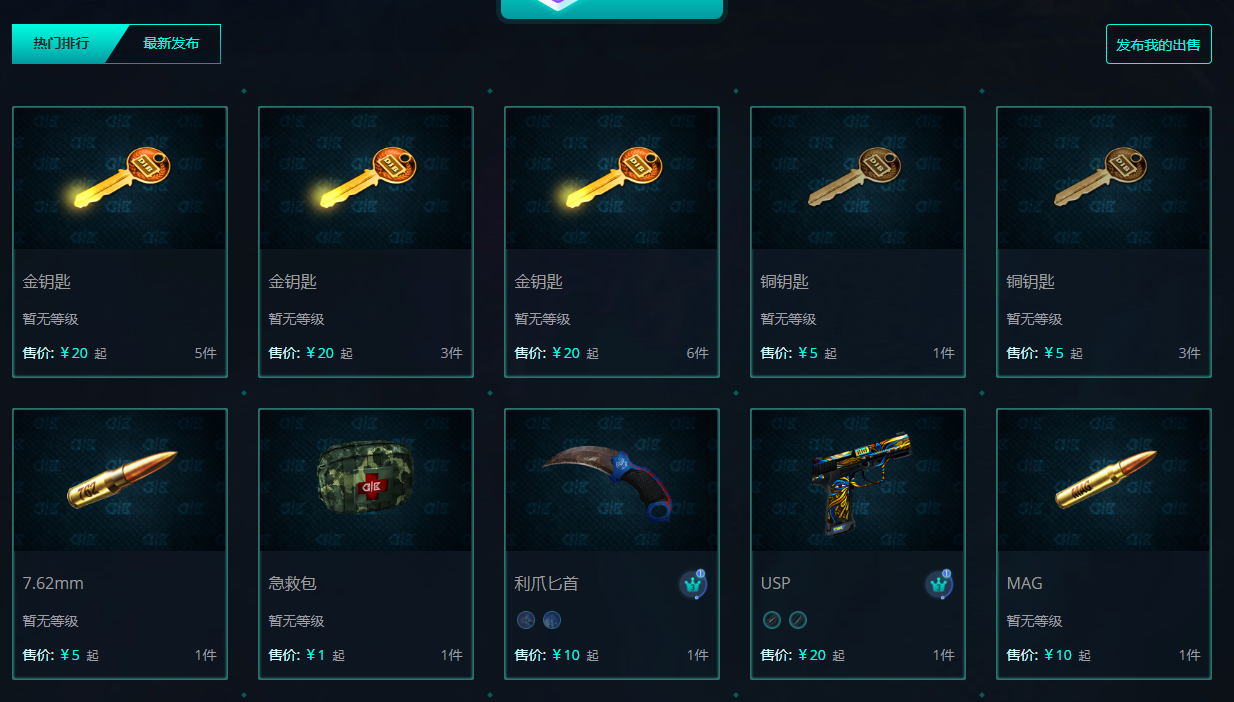 热门排行 最新发布 发布我的出售
金钥匙 金钥匙 金钥匙 铜钥匙 铜钥匙
暂无等级 暂无等级 暂无等级 暂无等级 暂无等级
售价: ¥20 起 5件 售价: ¥20 起 3件 售价: ¥20 起 6件 售价: ¥5 起 1件 售价: ¥5 起 3件
7.62mm 急救包 利爪匕首 USP MAG
暂无等级 暂无等级 暂无等级
售价: ¥5 起 1件 售价: ¥1 起 1件 售价: ¥10 起 1件 售价: ¥20 起 1件 售价: ¥10 起 1件